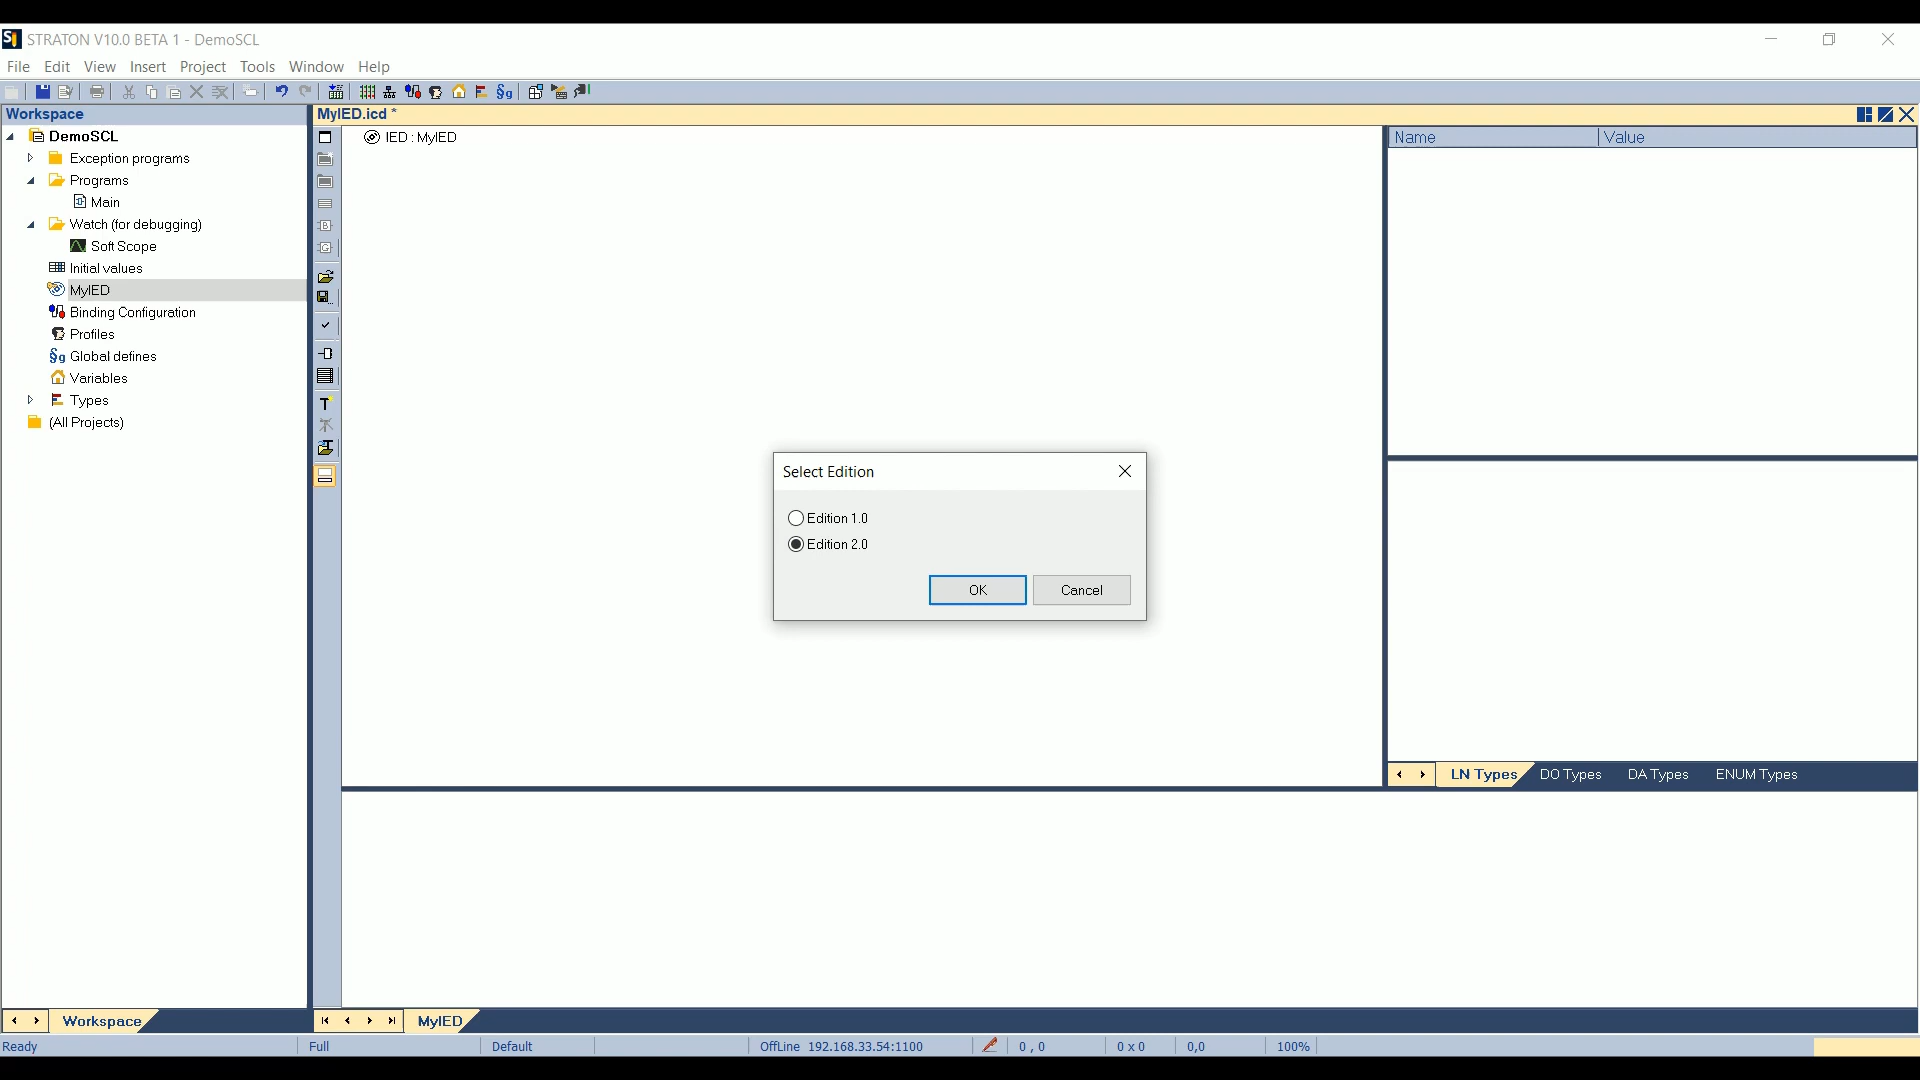 STRATON V10.0 BETA 1 - DemoSCL
File Edit View Insert Project Tools Window Help
Workspace
DemoSCL
Exception programs
Programs
Main
Watch (for debugging)
Soft Scope
Initial values
MyIED
Binding Configuration
Profiles
§g Global defines
Variables
Types
(All Projects)
MyIED.icd *
IED : MyIED
Name Value
Select Edition
Edition 1.0
Edition 2.0
OK Cancel
LN Types DO Types DA Types ENUM Types
Workspace MyIED
Ready Full Default OffLine 192.168.33.54:1100 0 , 0 0 x 0 0,0 100%